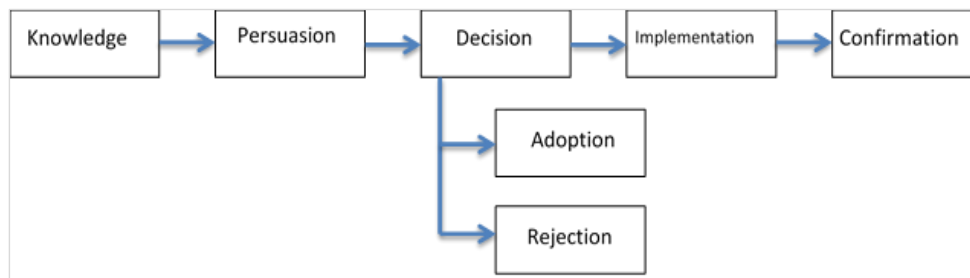 Knowledge
Persuasion
Decision
Implementation
Confirmation
Adoption
Rejection